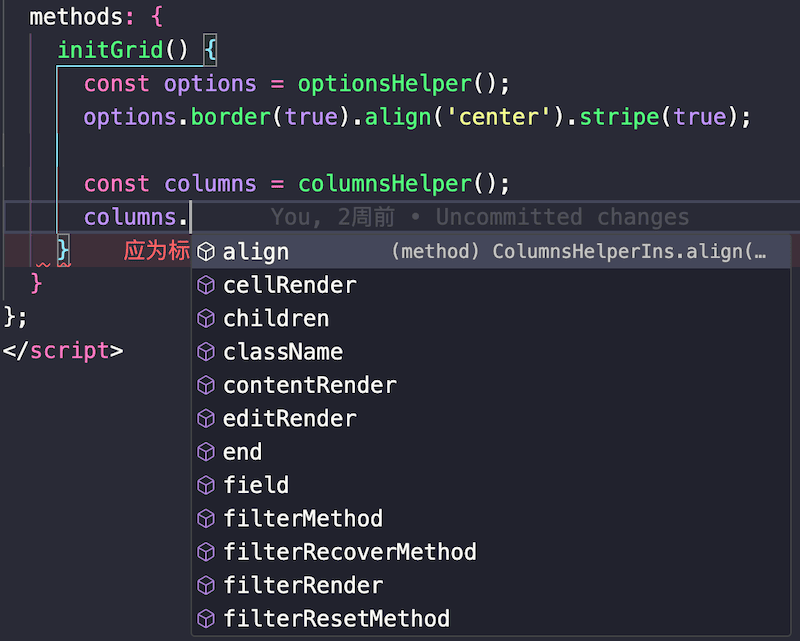 methods: {
initGrid() {
const options = optionsHelper();
options.border(true).align('center').stripe(true);
const columns = columnsHelper();
columns. You, 2周前 • Uncommitted changes
} 应为标
align (method) ColumnsHelperIns.align(…
}
cellRender
children
};
className
</script>
contentRender
editRender
end
field
filterMethod
filterRecoverMethod
filterRender
filterResetMethod